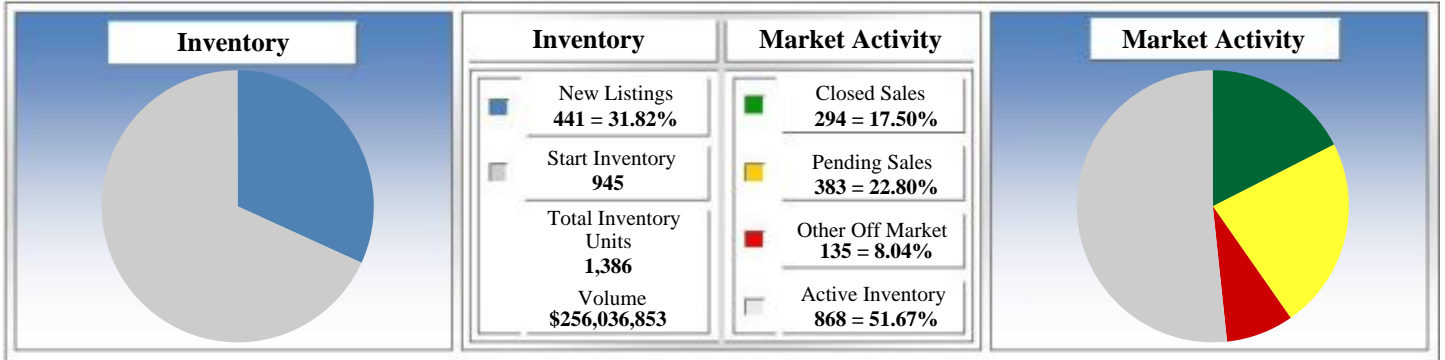 Inventory
Inventory
Market Activity
New Listings
441 = 31.82%
Start Inventory
945
Total Inventory
Units
1,386
Volume
$256,036,853
Closed Sales
294 = 17.50%
Pending Sales
383 = 22.80%
Other Off Market
135 = 8.04%
Active Inventory
868 = 51.67%
Market Activity